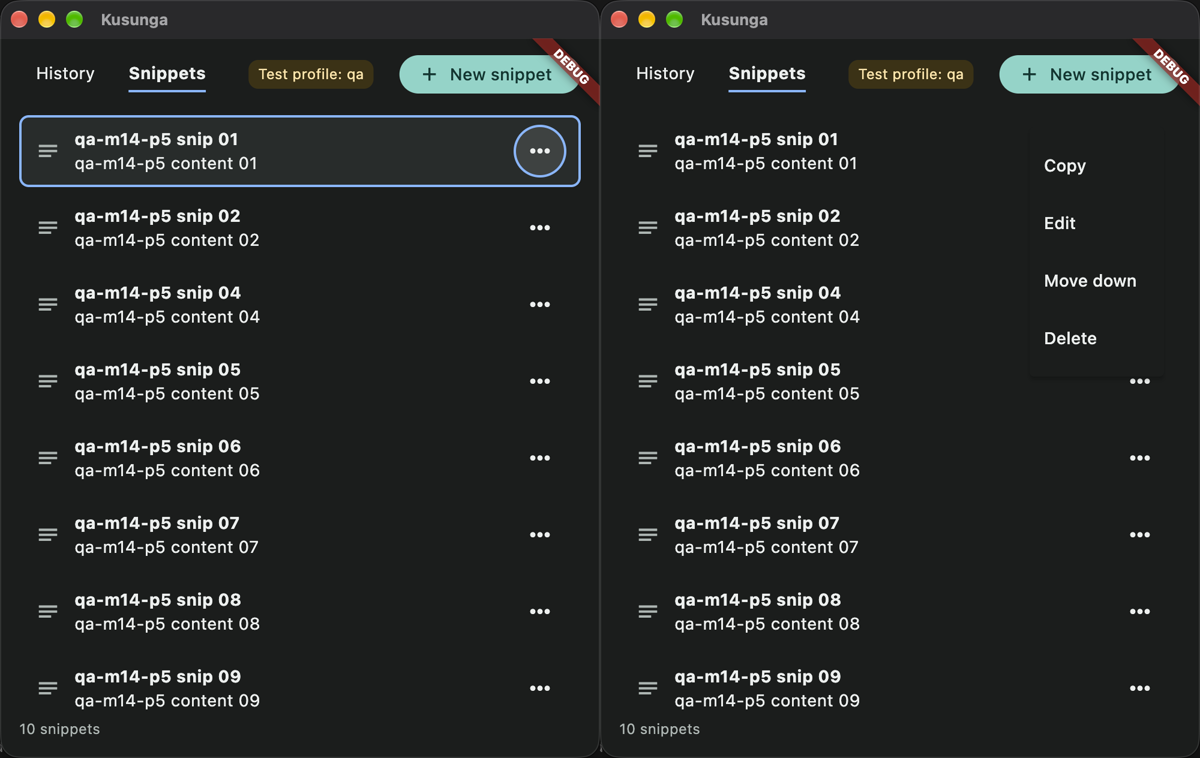 Kusunga
History
Snippets
Test profile: qa
+ New snippet
DEBUG
qa-m14-p5 snip 01
qa-m14-p5 content 01
qa-m14-p5 snip 02
qa-m14-p5 content 02
qa-m14-p5 snip 04
qa-m14-p5 content 04
qa-m14-p5 snip 05
qa-m14-p5 content 05
qa-m14-p5 snip 06
qa-m14-p5 content 06
qa-m14-p5 snip 07
qa-m14-p5 content 07
qa-m14-p5 snip 08
qa-m14-p5 content 08
qa-m14-p5 snip 09
qa-m14-p5 content 09
10 snippets
Kusunga
History
Snippets
Test profile: qa
+ New snippet
DEBUG
qa-m14-p5 snip 01
qa-m14-p5 content 01
qa-m14-p5 snip 02
qa-m14-p5 content 02
qa-m14-p5 snip 04
qa-m14-p5 content 04
qa-m14-p5 snip 05
qa-m14-p5 content 05
qa-m14-p5 snip 06
qa-m14-p5 content 06
qa-m14-p5 snip 07
qa-m14-p5 content 07
qa-m14-p5 snip 08
qa-m14-p5 content 08
qa-m14-p5 snip 09
qa-m14-p5 content 09
Copy
Edit
Move down
Delete
10 snippets